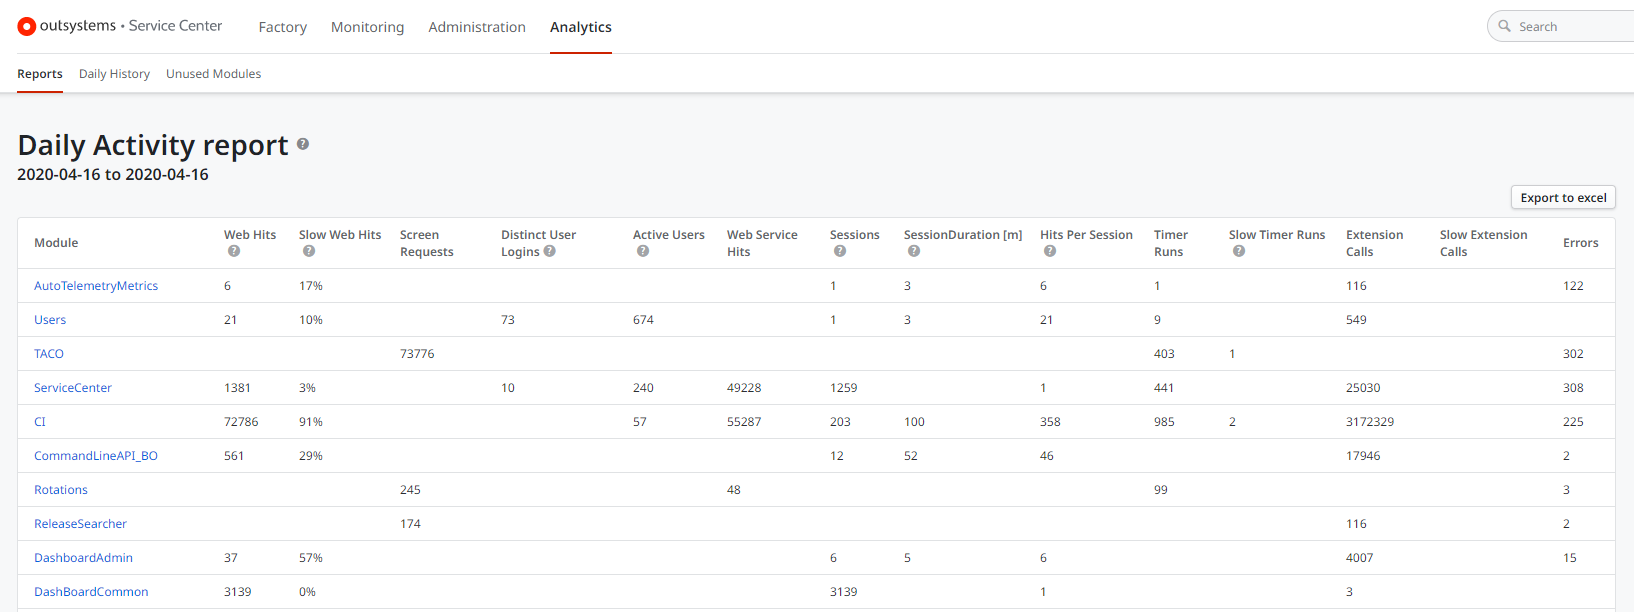 outsystems • Service Center Factory Monitoring Administration Analytics Search
Reports Daily History Unused Modules
Daily Activity report ?
2020-04-16 to 2020-04-16
Export to excel
Module Web Hits ? Slow Web Hits ? Screen Requests Distinct User Logins ? Active Users ? Web Service Hits Sessions ? SessionDuration [m] ? Hits Per Session ? Timer Runs Slow Timer Runs ? Extension Calls Slow Extension Calls Errors
AutoTelemetryMetrics 6 17% 1 3 6 1 116 122
Users 21 10% 73 674 1 3 21 9 549
TACO 73776 403 1 302
ServiceCenter 1381 3% 10 240 49228 1259 1 441 25030 308
CI 72786 91% 57 55287 203 100 358 985 2 3172329 225
CommandLineAPI_BO 561 29% 12 52 46 17946 2
Rotations 245 48 99 3
ReleaseSearcher 174 116 2
DashboardAdmin 37 57% 6 5 6 4007 15
DashBoardCommon 3139 0% 3139 1 3